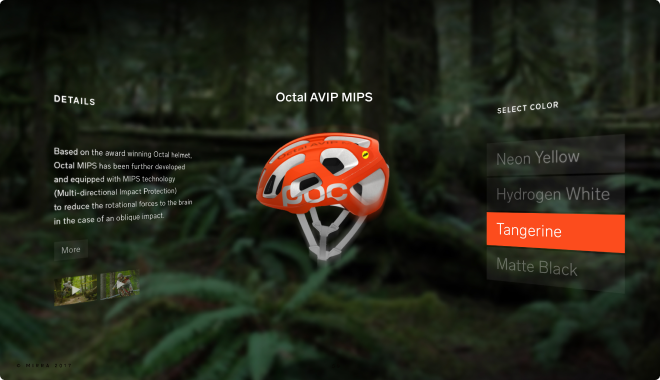 DETAILS
Based on the award winning Octal helmet,
Octal MIPS has been further developed
and equipped with MIPS technology
(Multi-directional Impact Protection)
to reduce the rotational forces to the brain
in the case of an oblique impact.
More
Octal AVIP MIPS
poc
SELECT COLOR
Neon Yellow
Hydrogen White
Tangerine
Matte Black